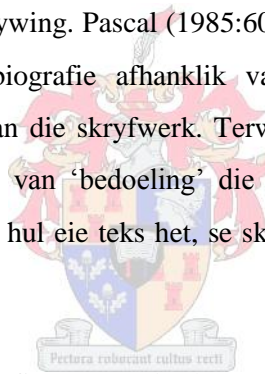 ywing. Pascal (1985:60
biografie afhanklik va
an die skryfwerk. Terw
van ‘bedoeling’ die
hul eie teks het, se sk
Pectora roborant cultus recti